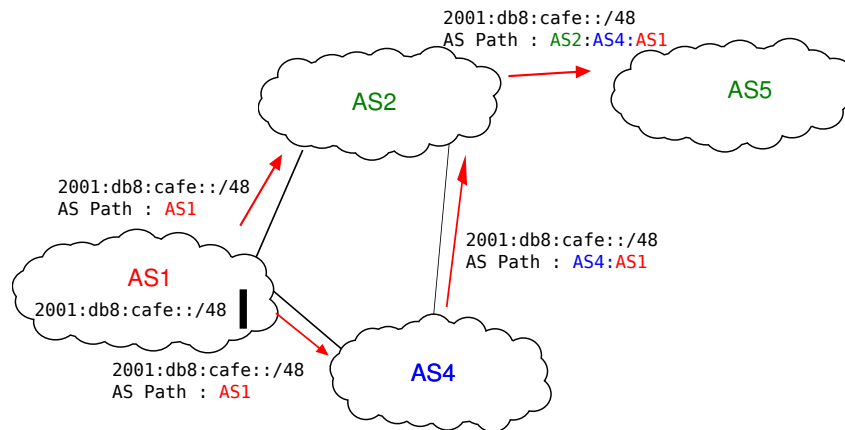 2001:db8:cafe::/48
AS Path : AS2:AS4:AS1
AS2
AS5
2001:db8:cafe::/48
AS Path : AS1
2001:db8:cafe::/48
AS Path : AS4:AS1
AS1
2001:db8:cafe::/48
2001:db8:cafe::/48
AS Path : AS1
AS4